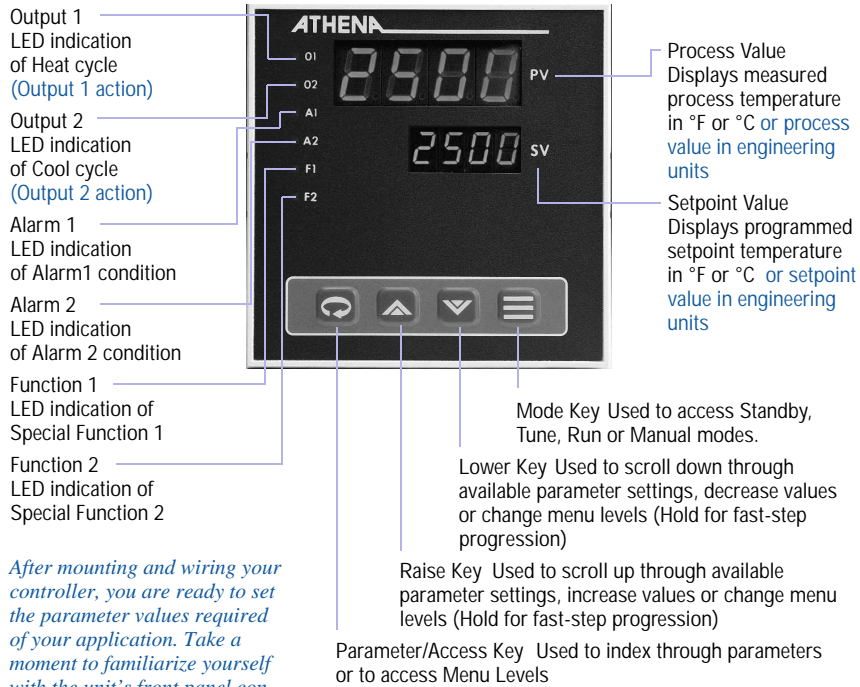 Output 1
LED indication
of Heat cycle
(Output 1 action)
Output 2
LED indication
of Cool cycle
(Output 2 action)
Alarm 1
LED indication
of Alarm1 condition
Alarm 2
LED indication
of Alarm 2 condition
Function 1
LED indication of
Special Function 1
Function 2
LED indication of
Special Function 2
After mounting and wiring your
controller, you are ready to set
the parameter values required
of your application. Take a
moment to familiarize yourself
with the unit's front panel con-
ATHENA
O1
O2
A1
A2
F1
F2
2500
PV
2500
SV
Process Value
Displays measured
process temperature
in °F or °C or process
value in engineering
units
Setpoint Value
Displays programmed
setpoint temperature
in °F or °C or setpoint
value in engineering
units
Mode Key Used to access Standby,
Tune, Run or Manual modes.
Lower Key Used to scroll down through
available parameter settings, decrease values
or change menu levels (Hold for fast-step
progression)
Raise Key Used to scroll up through available
parameter settings, increase values or change menu
levels (Hold for fast-step progression)
Parameter/Access Key Used to index through parameters
or to access Menu Levels